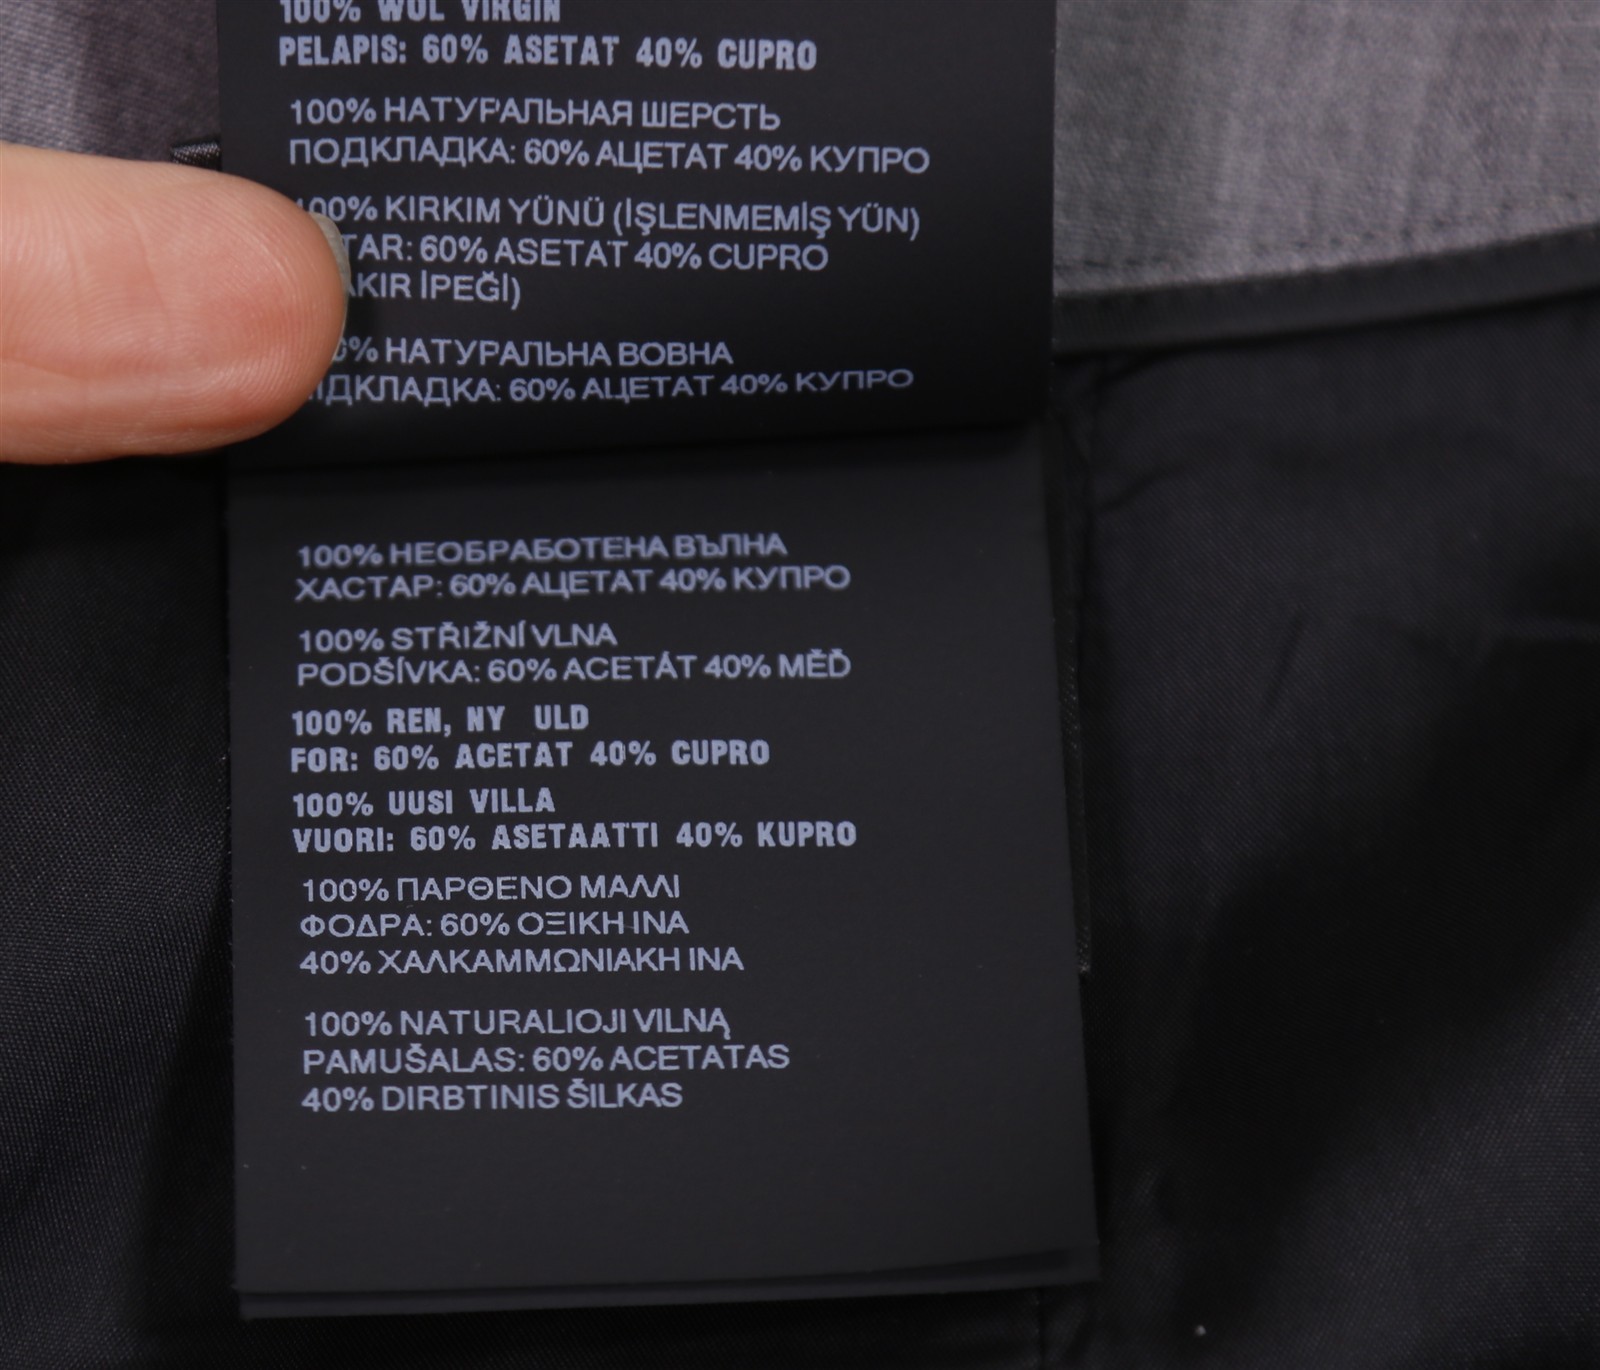 100% WOL VIRGIN
PELAPIS: 60% ASETAT 40% CUPRO
100% НАТУРАЛЬНАЯ ШЕРСТЬ
ПОДКЛАДКА: 60% АЦЕТАТ 40% КУПРО
100% KIRKIM YÜNÜ (İŞLENMEMİŞ YÜN)
60% ASETAT 40% CUPRO
İPEĞİ)
НАТУРАЛЬНА ВОВНА
60% АЦЕТАТ 40% КУПРО
100% НЕОБРАБОТЕНА ВЪЛНА
ХАСТАР: 60% АЦЕТАТ 40% КУПРО
100% STŘIŽNÍ VLNA
PODŠÍVKA: 60% ACETÁT 40% MĚĎ
100% REN, NY ULD
FOR: 60% ACETAT 40% CUPRO
100% UUSI VILLA
VUORI: 60% ASETAATTI 40% KUPRO
100% ΠΑΡΘΕΝΟ ΜΑΛΛΙ
ΦΟΔΡΑ: 60% ΟΞΙΚΗ ΙΝΑ
40% ΧΑΛΚΑΜΜΩΝΙΑΚΗ ΙΝΑ
100% NATURALIOJI VILNĄ
PAMUŠALAS: 60% ACETATAS
40% DIRBTINIS ŠILKAS